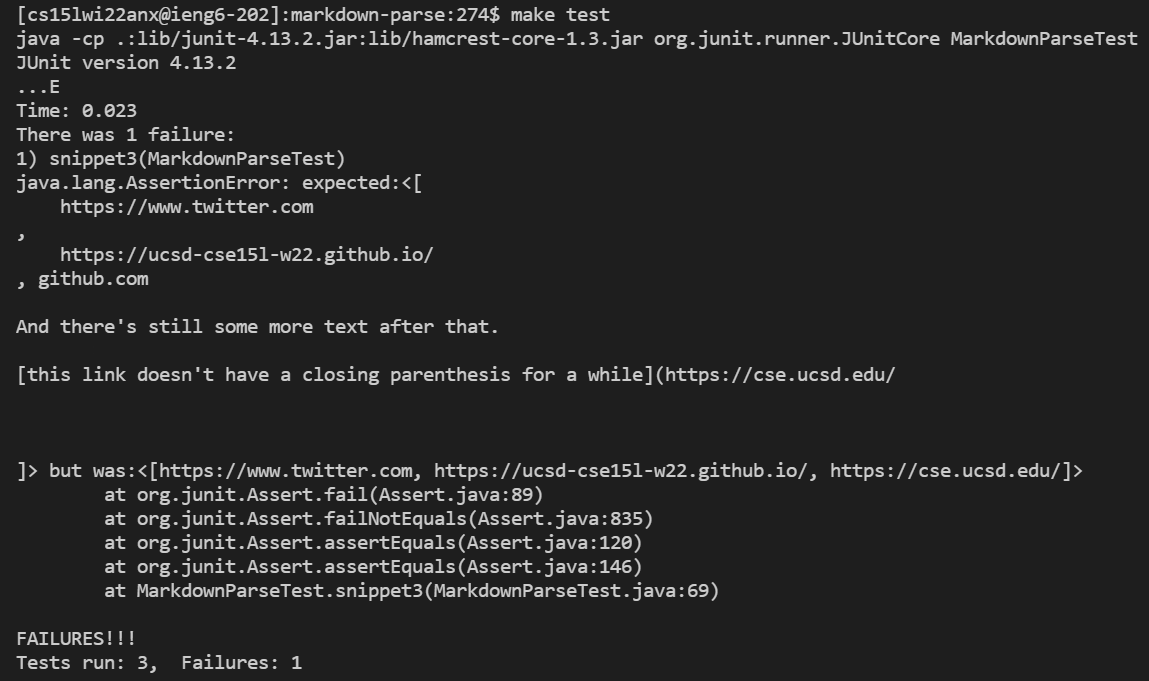 [cs15lwi22anx@ieng6-202]:markdown-parse:274$ make test
java -cp .:lib/junit-4.13.2.jar:lib/hamcrest-core-1.3.jar org.junit.runner.JUnitCore MarkdownParseTest
JUnit version 4.13.2
...E
Time: 0.023
There was 1 failure:
1) snippet3(MarkdownParseTest)
java.lang.AssertionError: expected:<[
    https://www.twitter.com
,
    https://ucsd-cse15l-w22.github.io/
, github.com

And there's still some more text after that.

[this link doesn't have a closing parenthesis for a while](https://cse.ucsd.edu/



]> but was:<[https://www.twitter.com, https://ucsd-cse15l-w22.github.io/, https://cse.ucsd.edu/]>
        at org.junit.Assert.fail(Assert.java:89)
        at org.junit.Assert.failNotEquals(Assert.java:835)
        at org.junit.Assert.assertEquals(Assert.java:120)
        at org.junit.Assert.assertEquals(Assert.java:146)
        at MarkdownParseTest.snippet3(MarkdownParseTest.java:69)

FAILURES!!!
Tests run: 3,  Failures: 1